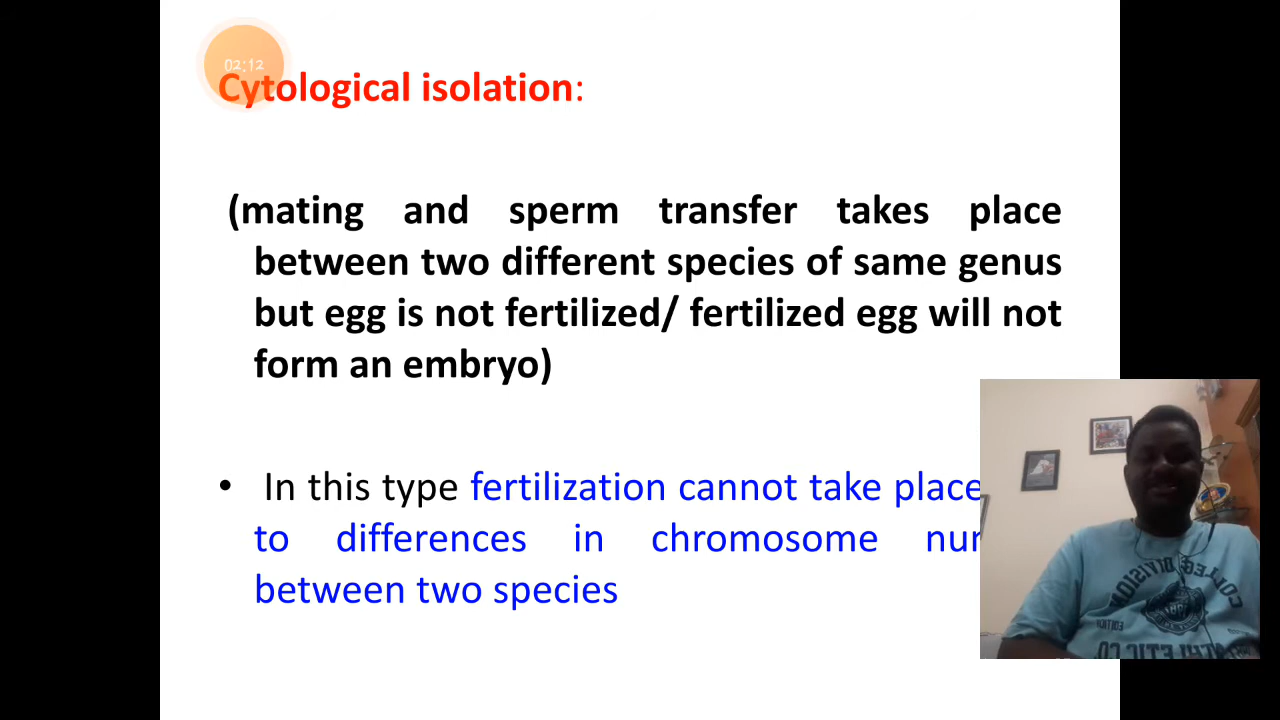 02:12
Cytological isolation:
(mating and sperm transfer takes place
between two different species of same genus
but egg is not fertilized/ fertilized egg will not
form an embryo)
• In this type fertilization cannot take place
to differences in chromosome
between two species